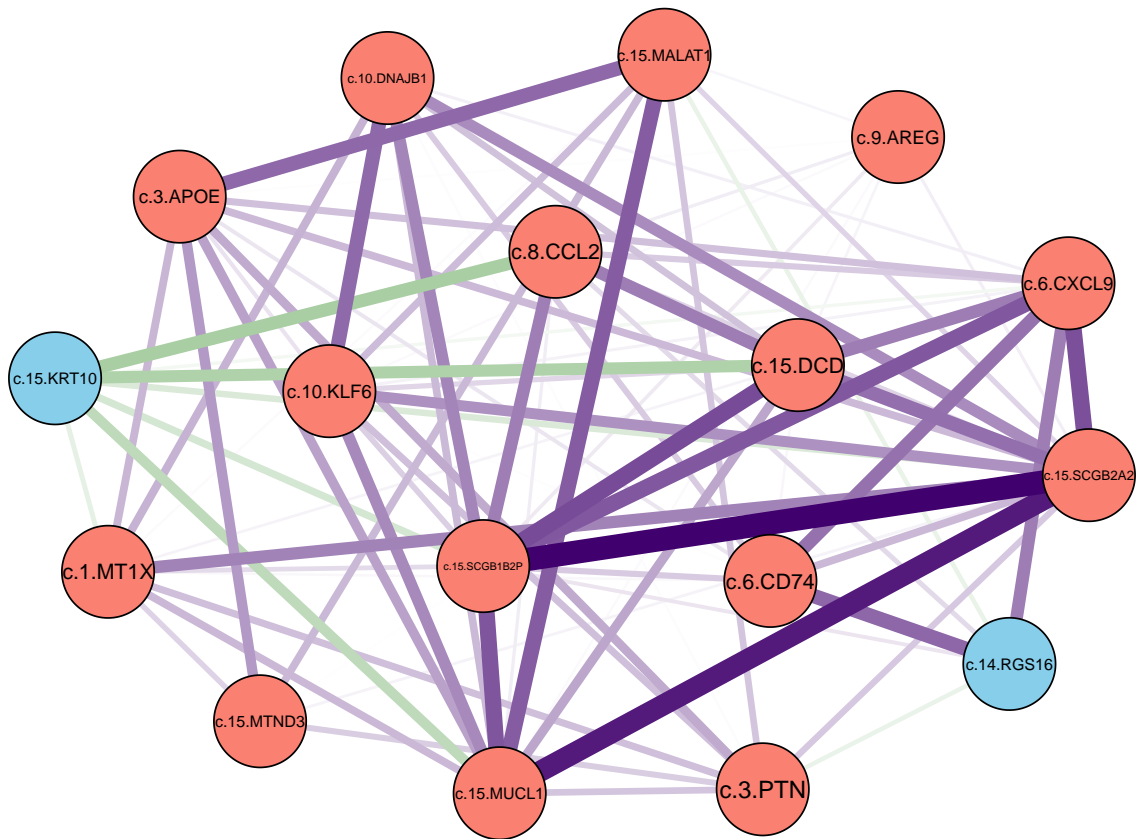 c.15.MALAT1
c.10.DNAJB1
c.9.AREG
c.3.APOE
c.8.CCL2
c.6.CXCL9
c.15.DCD
c.15.KRT10
c.10.KLF6
c.15.SCGB2A2
c.15.SCGB1B2P
c.1.MT1X
c.6.CD74
c.14.RGS16
c.15.MTND3
c.3.PTN
c.15.MUCL1